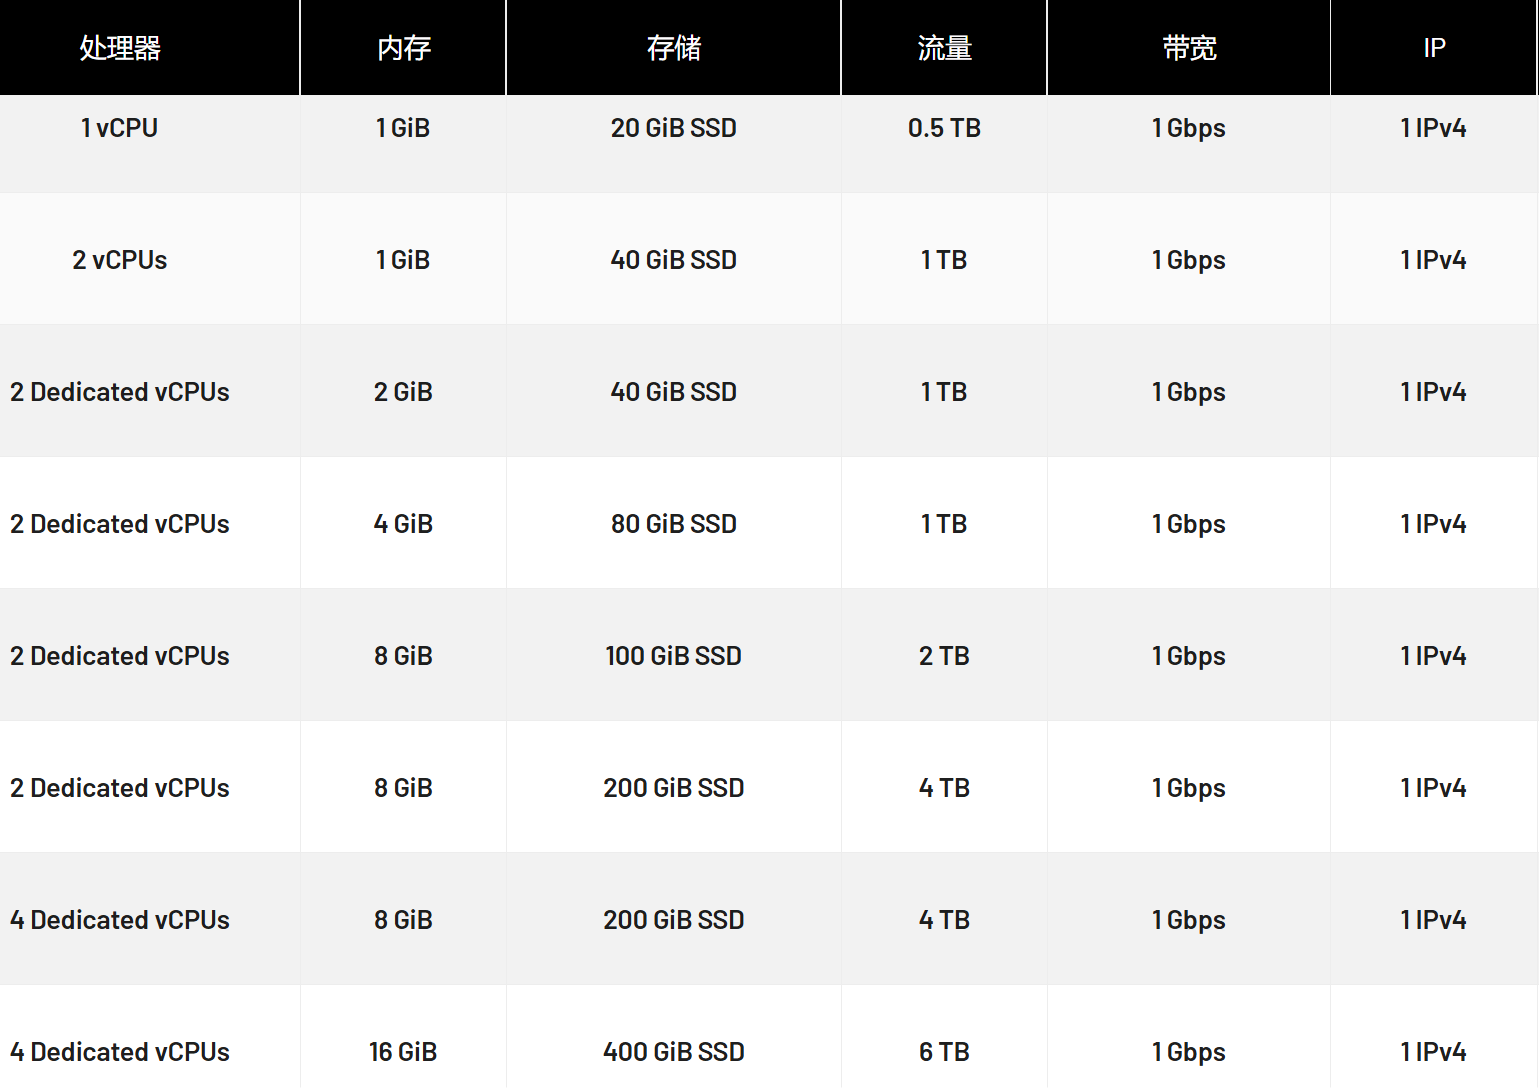 处理器 内存 存储 流量 带宽 IP
1 vCPU 1 GiB 20 GiB SSD 0.5 TB 1 Gbps 1 IPv4
2 vCPUs 1 GiB 40 GiB SSD 1 TB 1 Gbps 1 IPv4
2 Dedicated vCPUs 2 GiB 40 GiB SSD 1 TB 1 Gbps 1 IPv4
2 Dedicated vCPUs 4 GiB 80 GiB SSD 1 TB 1 Gbps 1 IPv4
2 Dedicated vCPUs 8 GiB 100 GiB SSD 2 TB 1 Gbps 1 IPv4
2 Dedicated vCPUs 8 GiB 200 GiB SSD 4 TB 1 Gbps 1 IPv4
4 Dedicated vCPUs 8 GiB 200 GiB SSD 4 TB 1 Gbps 1 IPv4
4 Dedicated vCPUs 16 GiB 400 GiB SSD 6 TB 1 Gbps 1 IPv4